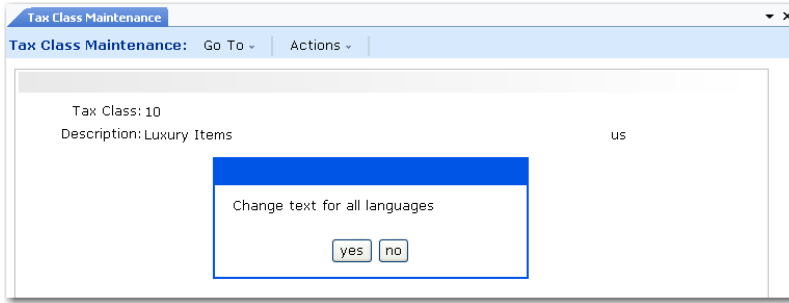 Tax Class Maintenance
Tax Class Maintenance: Go To Actions
Tax Class: 10
Description: Luxury Items us
Change text for all languages
yes no